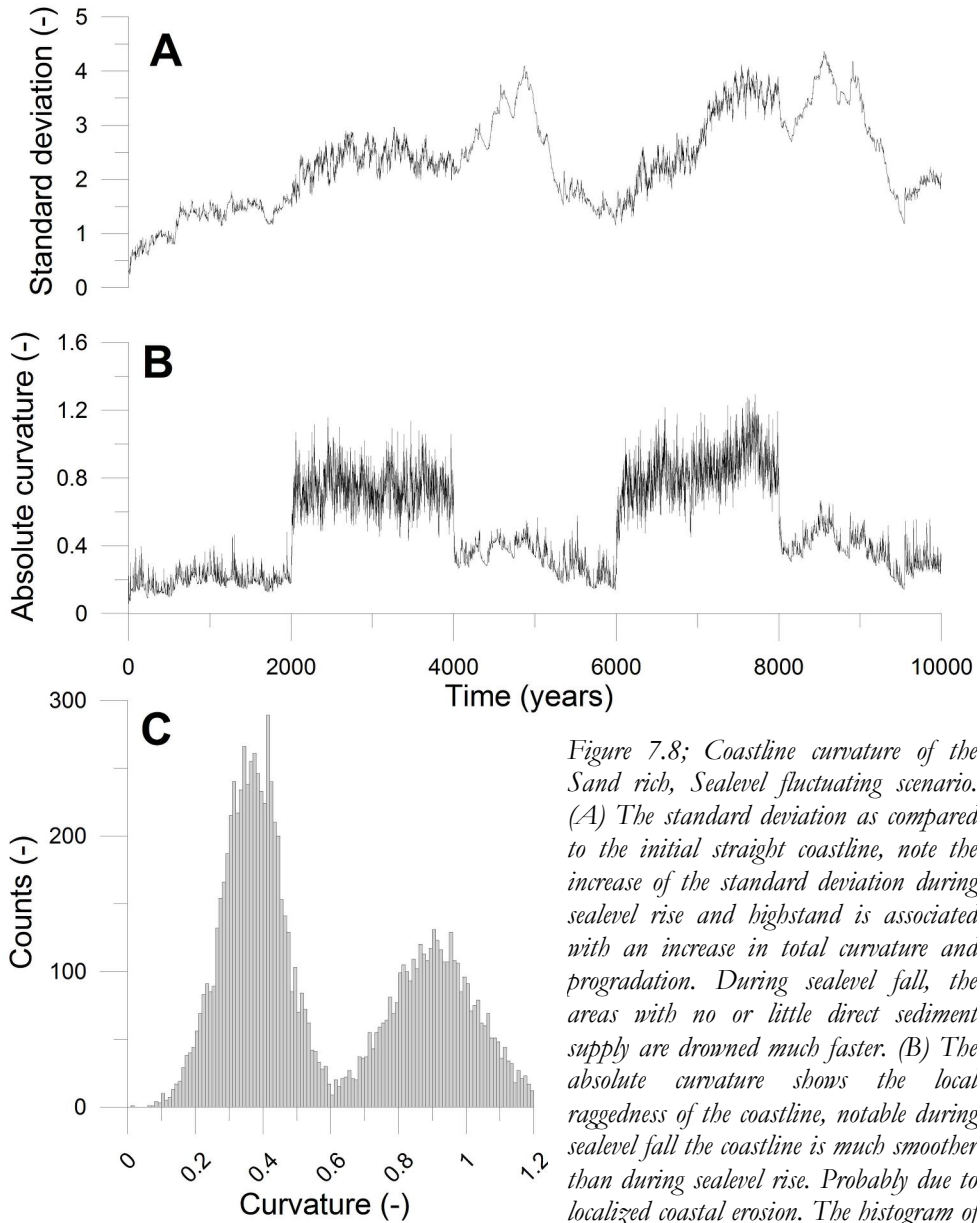 5
4
3
2
1
0
Standard deviation (-)
A
1.6
1.2
0.8
0.4
0
Absolute curvature (-)
B
0 2000 4000 6000 8000 10000
Time (years)
300
200
100
0
Counts (-)
C
0 0.2 0.4 0.6 0.8 1 1.2
Curvature (-)
Figure 7.8; Coastline curvature of the
Sand rich, Sealevel fluctuating scenario.
(A) The standard deviation as compared
to the initial straight coastline, note the
increase of the standard deviation during
sealevel rise and highstand is associated
with an increase in total curvature and
progradation. During sealevel fall, the
areas with no or little direct sediment
supply are drowned much faster. (B) The
absolute curvature shows the local
raggedness of the coastline, notable during
sealevel fall the coastline is much smoother
than during sealevel rise. Probably due to
localized coastal erosion. The histogram of